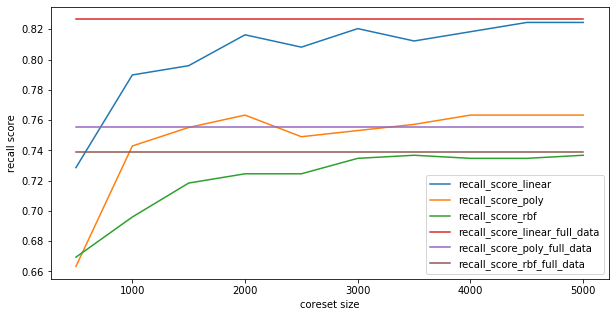 0.82
0.80
0.78
0.76
0.74
0.72
0.70
0.68
0.66
recall score
1000
2000
3000
4000
5000
coreset size
recall_score_linear
recall_score_poly
recall_score_rbf
recall_score_linear_full_data
recall_score_poly_full_data
recall_score_rbf_full_data